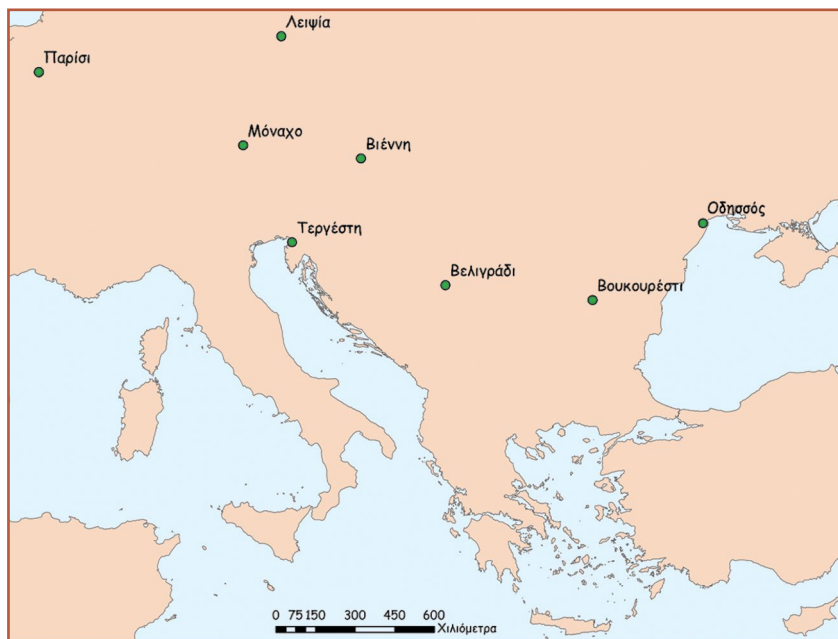 Λειψία
Παρίσι
Μόναχο
Βιέννη
Οδησσός
Τεργέστη
Βελιγράδι
Βουκουρέστι
0 75 150 300 450 600
Χιλιόμετρα